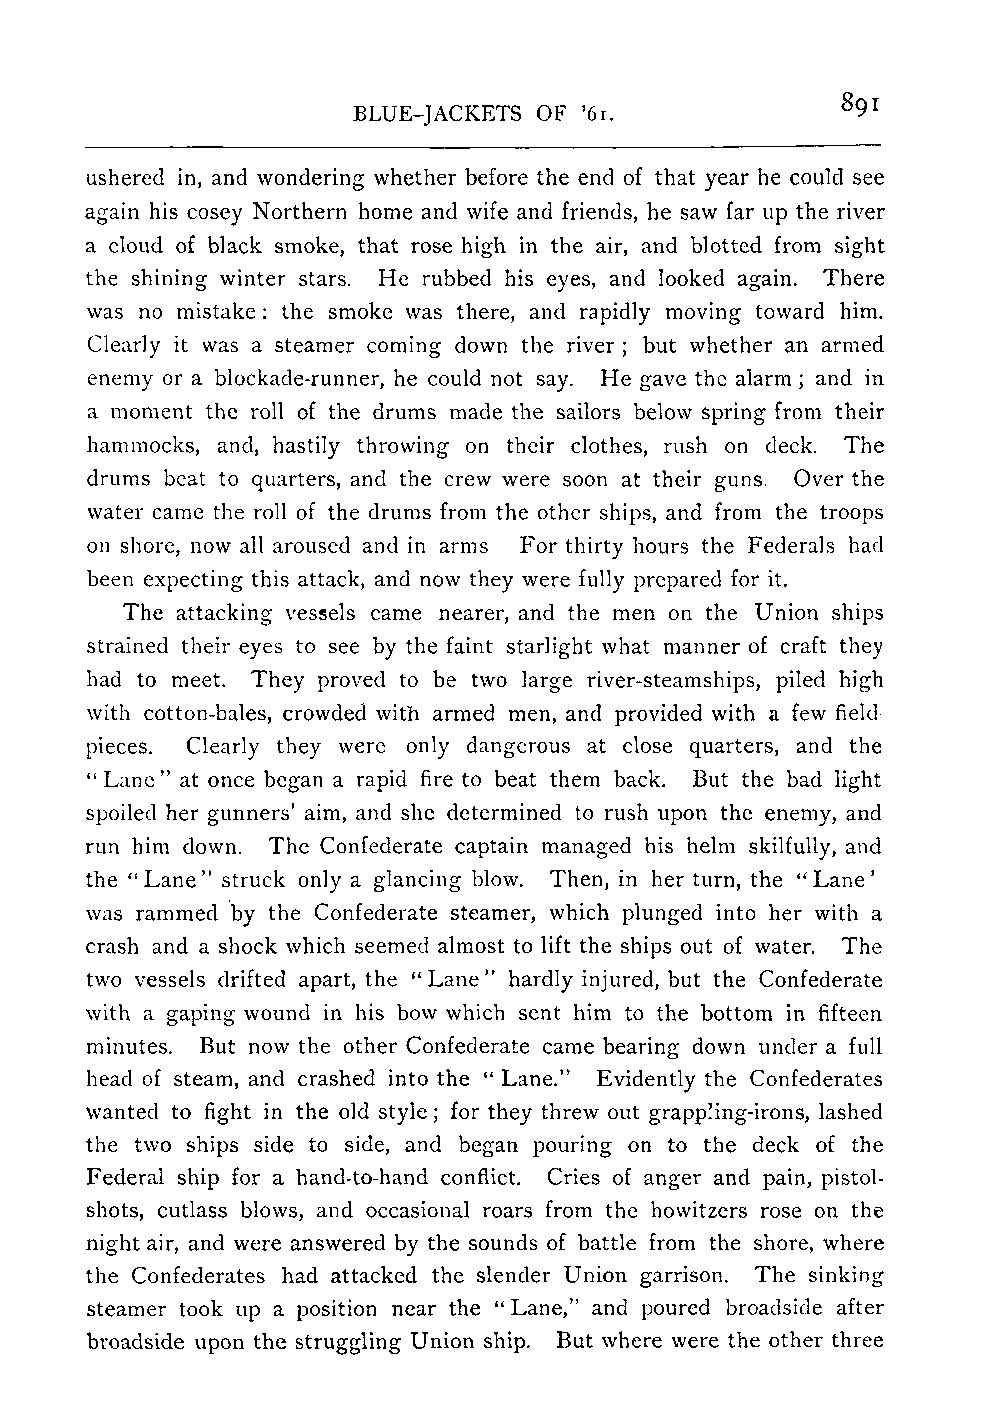 BLUE-JACKETS OF '61. 891
ushered in, and wondering whether before the end of that year he could see
again his cosey Northern home and wife and friends, he saw far up the river
a cloud of black smoke, that rose high in the air, and blotted from sight
the shining winter stars. He rubbed his eyes, and looked again. There
was no mistake: the smoke was there, and rapidly moving toward him.
Clearly it was a steamer coming down the river; but whether an armed
enemy or a blockade-runner, he could not say. He gave the alarm; and in
a moment the roll of the drums made the sailors below spring from their
hammocks, and, hastily throwing on their clothes, rush on deck. The
drums beat to quarters, and the crew were soon at their guns. Over the
water came the roll of the drums from the other ships, and from the troops
on shore, now all aroused and in arms For thirty hours the Federals had
been expecting this attack, and now they were fully prepared for it.
The attacking vessels came nearer, and the men on the Union ships
strained their eyes to see by the faint starlight what manner of craft they
had to meet. They proved to be two large river-steamships, piled high
with cotton-bales, crowded with armed men, and provided with a few field
pieces. Clearly they were only dangerous at close quarters, and the
"Lane" at once began a rapid fire to beat them back. But the bad light
spoiled her gunners' aim, and she determined to rush upon the enemy, and
run him down. The Confederate captain managed his helm skilfully, and
the "Lane" struck only a glancing blow. Then, in her turn, the "Lane'
was rammed by the Confederate steamer, which plunged into her with a
crash and a shock which seemed almost to lift the ships out of water. The
two vessels drifted apart, the "Lane" hardly injured, but the Confederate
with a gaping wound in his bow which sent him to the bottom in fifteen
minutes. But now the other Confederate came bearing down under a full
head of steam, and crashed into the "Lane." Evidently the Confederates
wanted to fight in the old style; for they threw out grappling-irons, lashed
the two ships side to side, and began pouring on to the deck of the
Federal ship for a hand-to-hand conflict. Cries of anger and pain, pistol-
shots, cutlass blows, and occasional roars from the howitzers rose on the
night air, and were answered by the sounds of battle from the shore, where
the Confederates had attacked the slender Union garrison. The sinking
steamer took up a position near the "Lane," and poured broadside after
broadside upon the struggling Union ship. But where were the other three